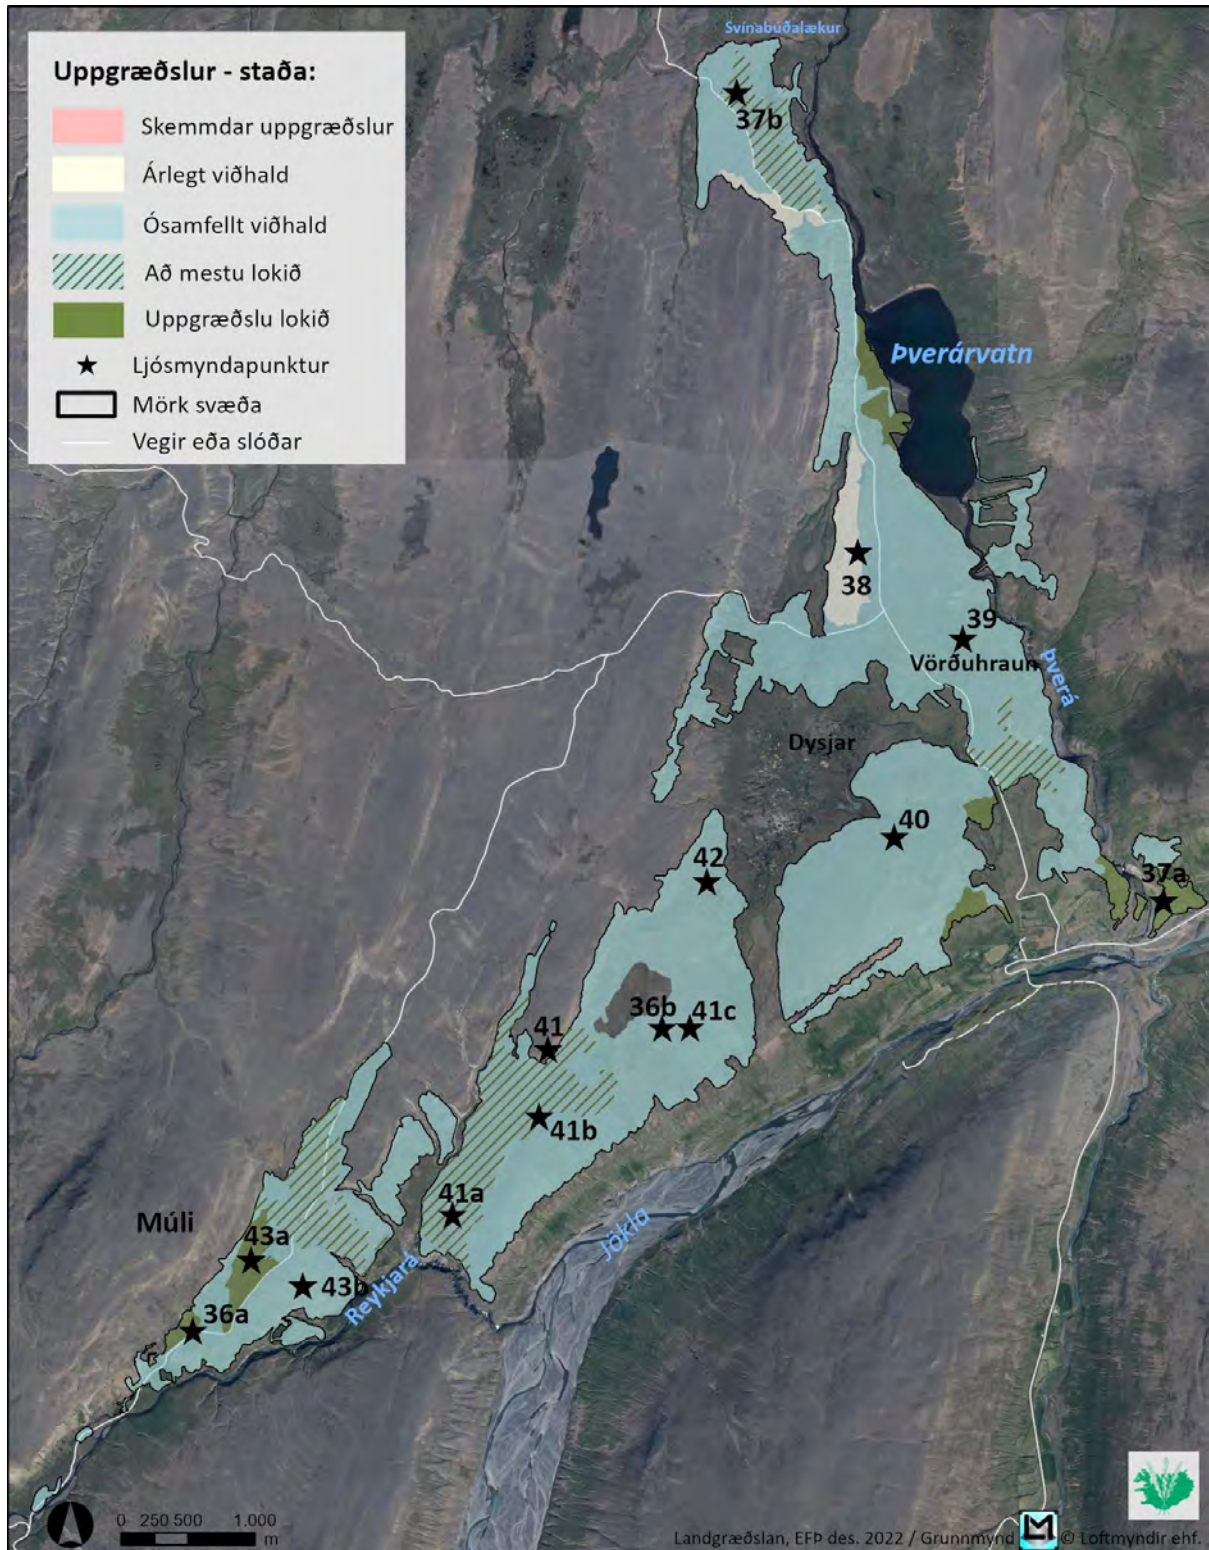 Svínabúðalækur
Uppgræðslur - staða:
Skemmdar uppgræðslur
Árlegt viðhald
Ósamfellt viðhald
Að mestu lokið
Uppgræðslu lokið
Ljósmyndapunktur
Mörk svæða
Vegir eða slóðar
37b
Þverárvatn
38
39
Vörðuhraun
Þverá
Dysjar
40
42
37a
36b
41c
41
41b
41a
Jökla
Múli
43a
43b
Reykjará
36a
0 250 500 1.000
m
Landgræðslan, EFÞ des. 2022 / Grunnmynd © Loftmyndir ehf.